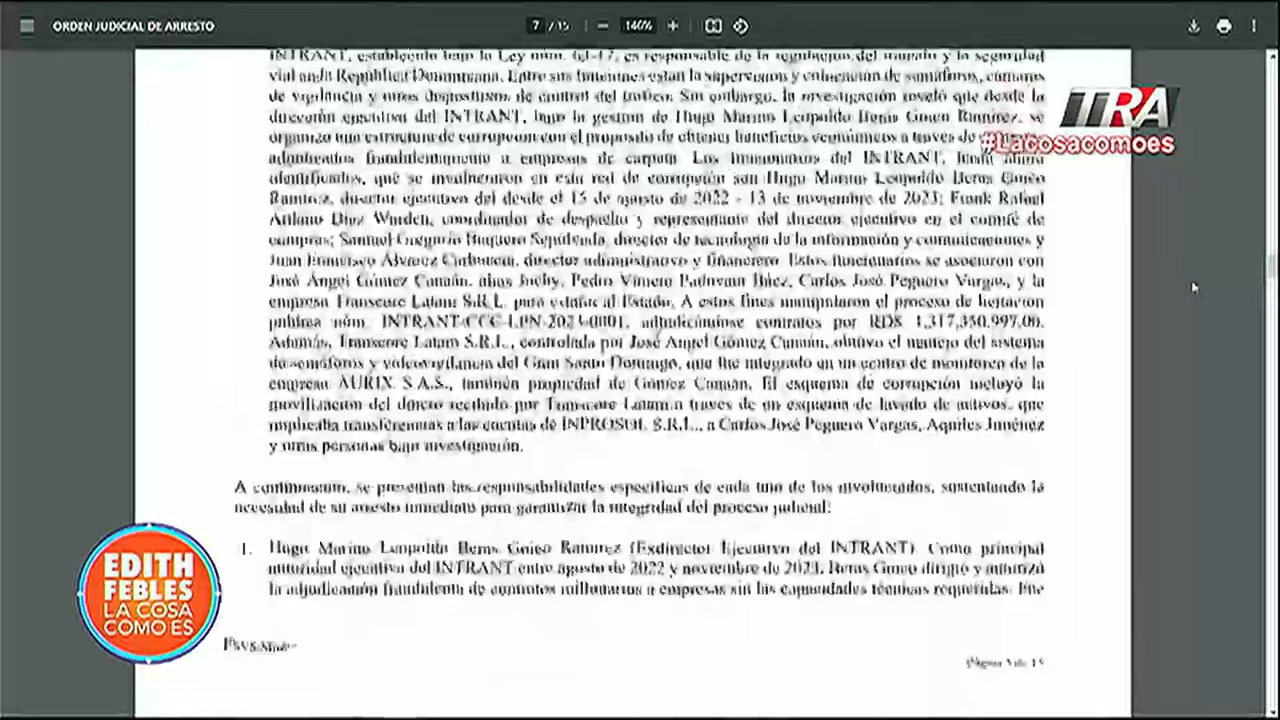 ORDEN JUDICIAL DE ARRESTO
7 / 15
146%
INTRANT, establecido bajo la Ley núm. 63-17, es responsable de la regulación del tránsito y la seguridad
vial en la República Dominicana. Entre sus funciones están la supervisión y colocación de semáforos, cámaras
de vigilancia y otros dispositivos de control del tráfico. Sin embargo, la investigación reveló que desde la
dirección ejecutiva del INTRANT, bajo la gestión de Hugo Marino Leopoldo Beras Goico Ramírez, se
organizó una estructura de corrupción con el propósito de obtener beneficios económicos a través de
adjudicados fraudulentamente a empresas de carpeta. Los funcionarios del INTRANT, hasta ahora
identificados, que se involucraron en esta red de corrupción son Hugo Marino Leopoldo Beras Goico
Ramírez, director ejecutivo del desde el 15 de agosto de 2022 - 13 de noviembre de 2023; Frank Rafael
Atilano Díaz Warden, coordinador de despacho y representante del director ejecutivo en el comité de
compras; Samuel Gregorio Baquero Sepúlveda, director de tecnología de la información y comunicaciones y
Juan Francisco Álvarez Carbuccia, director administrativo y financiero. Estos funcionarios se asociaron con
José Ángel Gómez Canaán, alias Jochy, Pedro Vinicio Padovani Báez, Carlos José Peguero Vargas, y la
empresa Transcore Latam S.R.L. para estafar al Estado. A estos fines manipularon el proceso de licitación
pública núm. INTRANT-CCC-LPN-2023-0001, adjudicándose contratos por RD$ 1,317,350,997.00.
Además, Transcore Latam S.R.L., controlada por José Ángel Gómez Canaán, obtuvo el manejo del sistema
de semáforos y videovigilancia del Gran Santo Domingo, que fue integrado en un centro de monitoreo de la
empresa AURIX S.A.S., también propiedad de Gómez Canaán. El esquema de corrupción incluyó la
movilización del dinero recibido por Transcore Latam a través de un esquema de lavado de activos, que
implicaba transferencias a las cuentas de INPROSOL S.R.L., a Carlos José Peguero Vargas, Aquiles Jiménez
y otras personas bajo investigación.
A continuación, se presentan las responsabilidades específicas de cada uno de los involucrados, sustentando la
necesidad de su arresto inmediato para garantizar la integridad del proceso judicial:
1. Hugo Marino Leopoldo Beras Goico Ramírez (Exdirector Ejecutivo del INTRANT). Como principal
autoridad ejecutiva del INTRANT entre agosto de 2022 y noviembre de 2023, Beras Goico dirigió y autorizó
la adjudicación fraudulenta de contratos millonarios a empresas sin las capacidades técnicas requeridas. Fue
TRA
#Lacosacomoes
EDITH
FEBLES
LA COSA
COMO ES